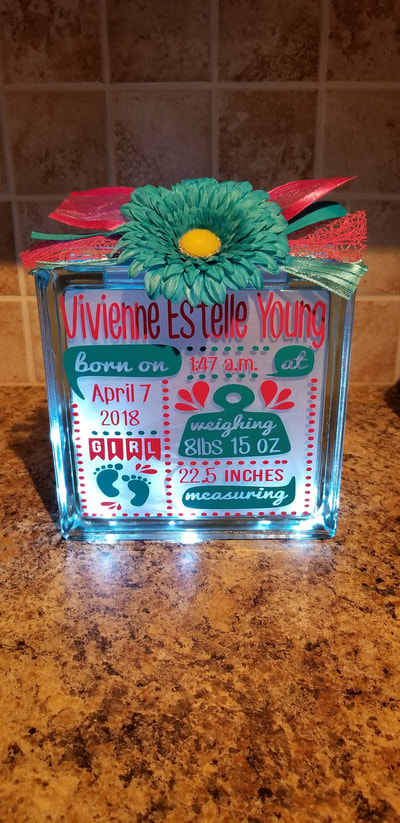 Vivienne Estelle Young
born on
April 7
2018
GIRL
1:47 a.m. at
weighing
8lbs 15 oz
22.5 INCHES
measuring